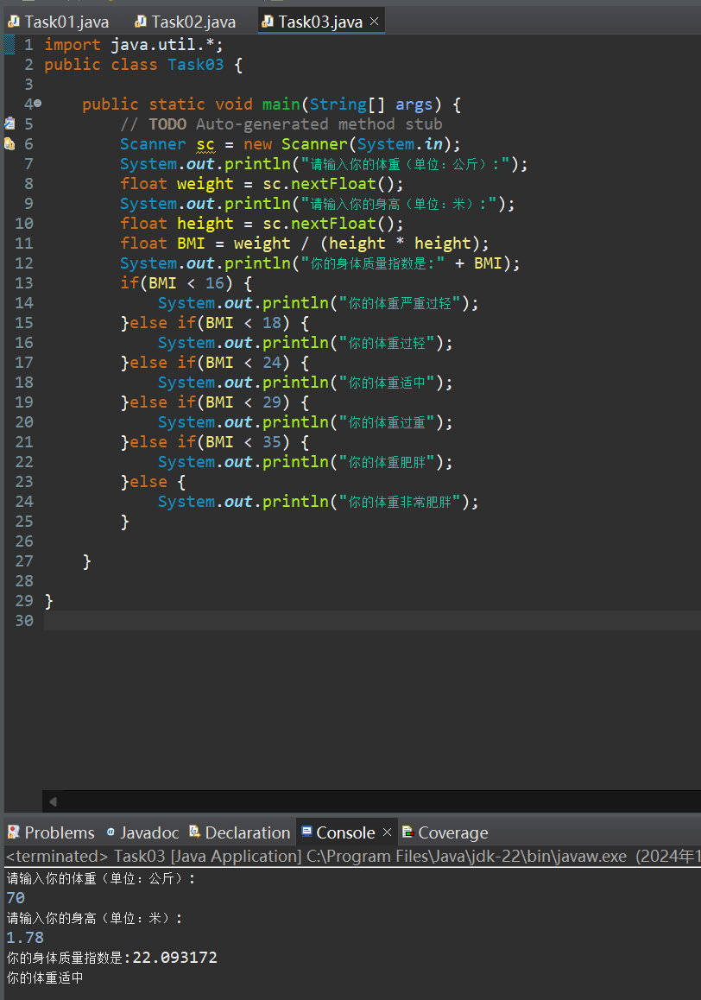 Task01.java Task02.java Task03.java
1 import java.util.*;
2 public class Task03 {
3
4 public static void main(String[] args) {
5 // TODO Auto-generated method stub
6 Scanner sc = new Scanner(System.in);
7 System.out.println("请输入你的体重（单位：公斤）:");
8 float weight = sc.nextFloat();
9 System.out.println("请输入你的身高（单位：米）:");
10 float height = sc.nextFloat();
11 float BMI = weight / (height * height);
12 System.out.println("你的身体质量指数是:" + BMI);
13 if(BMI < 16) {
14 System.out.println("你的体重严重过轻");
15 }else if(BMI < 18) {
16 System.out.println("你的体重过轻");
17 }else if(BMI < 24) {
18 System.out.println("你的体重适中");
19 }else if(BMI < 29) {
20 System.out.println("你的体重过重");
21 }else if(BMI < 35) {
22 System.out.println("你的体重肥胖");
23 }else {
24 System.out.println("你的体重非常肥胖");
25 }
26
27 }
28
29 }
30
Problems Javadoc Declaration Console Coverage
<terminated> Task03 [Java Application] C:\Program Files\Java\jdk-22\bin\javaw.exe (2024年1
请输入你的体重（单位：公斤）:
70
请输入你的身高（单位：米）:
1.78
你的身体质量指数是:22.093172
你的体重适中